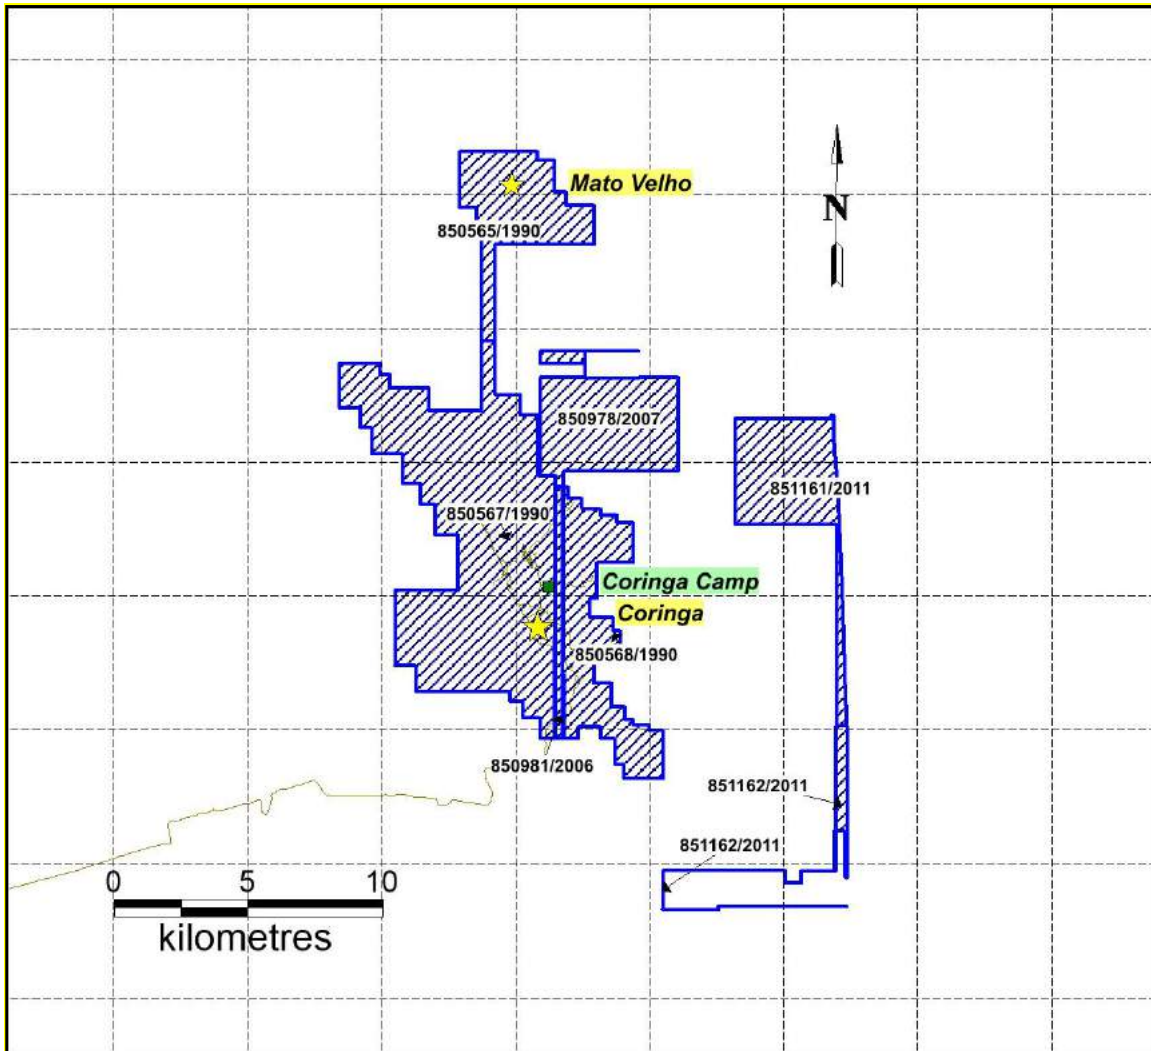 Mato Velho
N
850565/1990
850978/2007
851161/2011
850567/1990
Coringa Camp
Coringa
850568/1990
850981/2006
851162/2011
851162/2011
0 5 10
kilometres